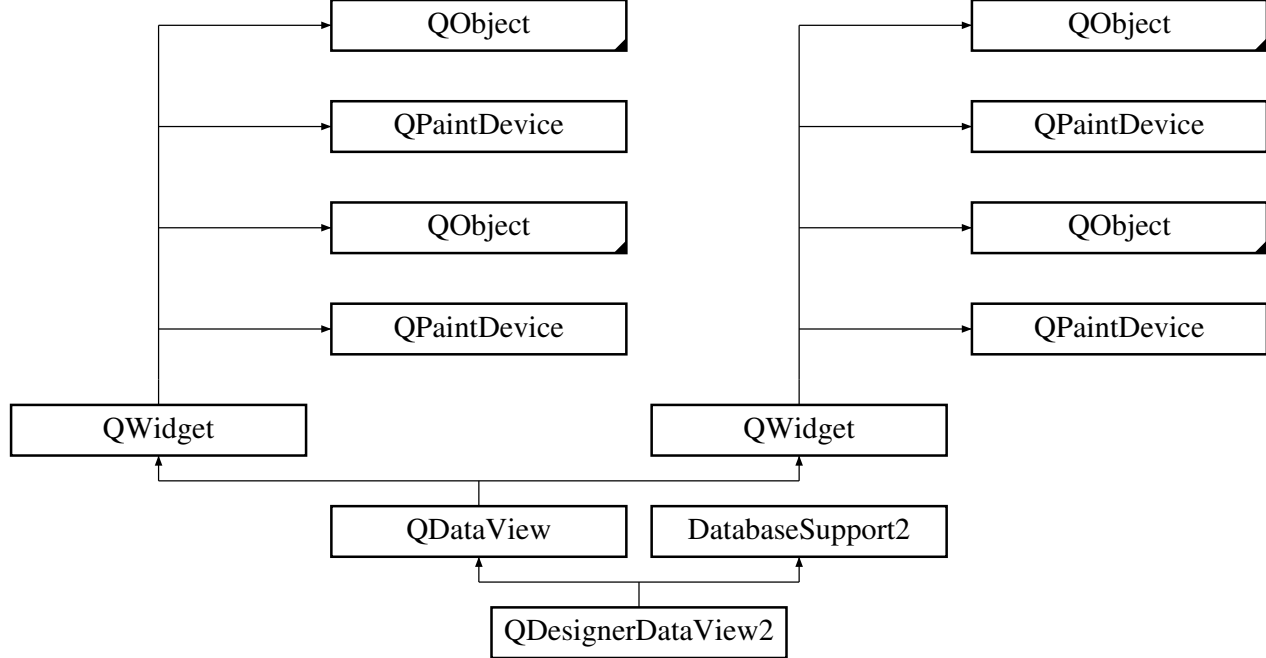 QObject QObject
QPaintDevice QPaintDevice
QObject QObject
QPaintDevice QPaintDevice
QWidget QWidget
QDataView DatabaseSupport2
QDesignerDataView2